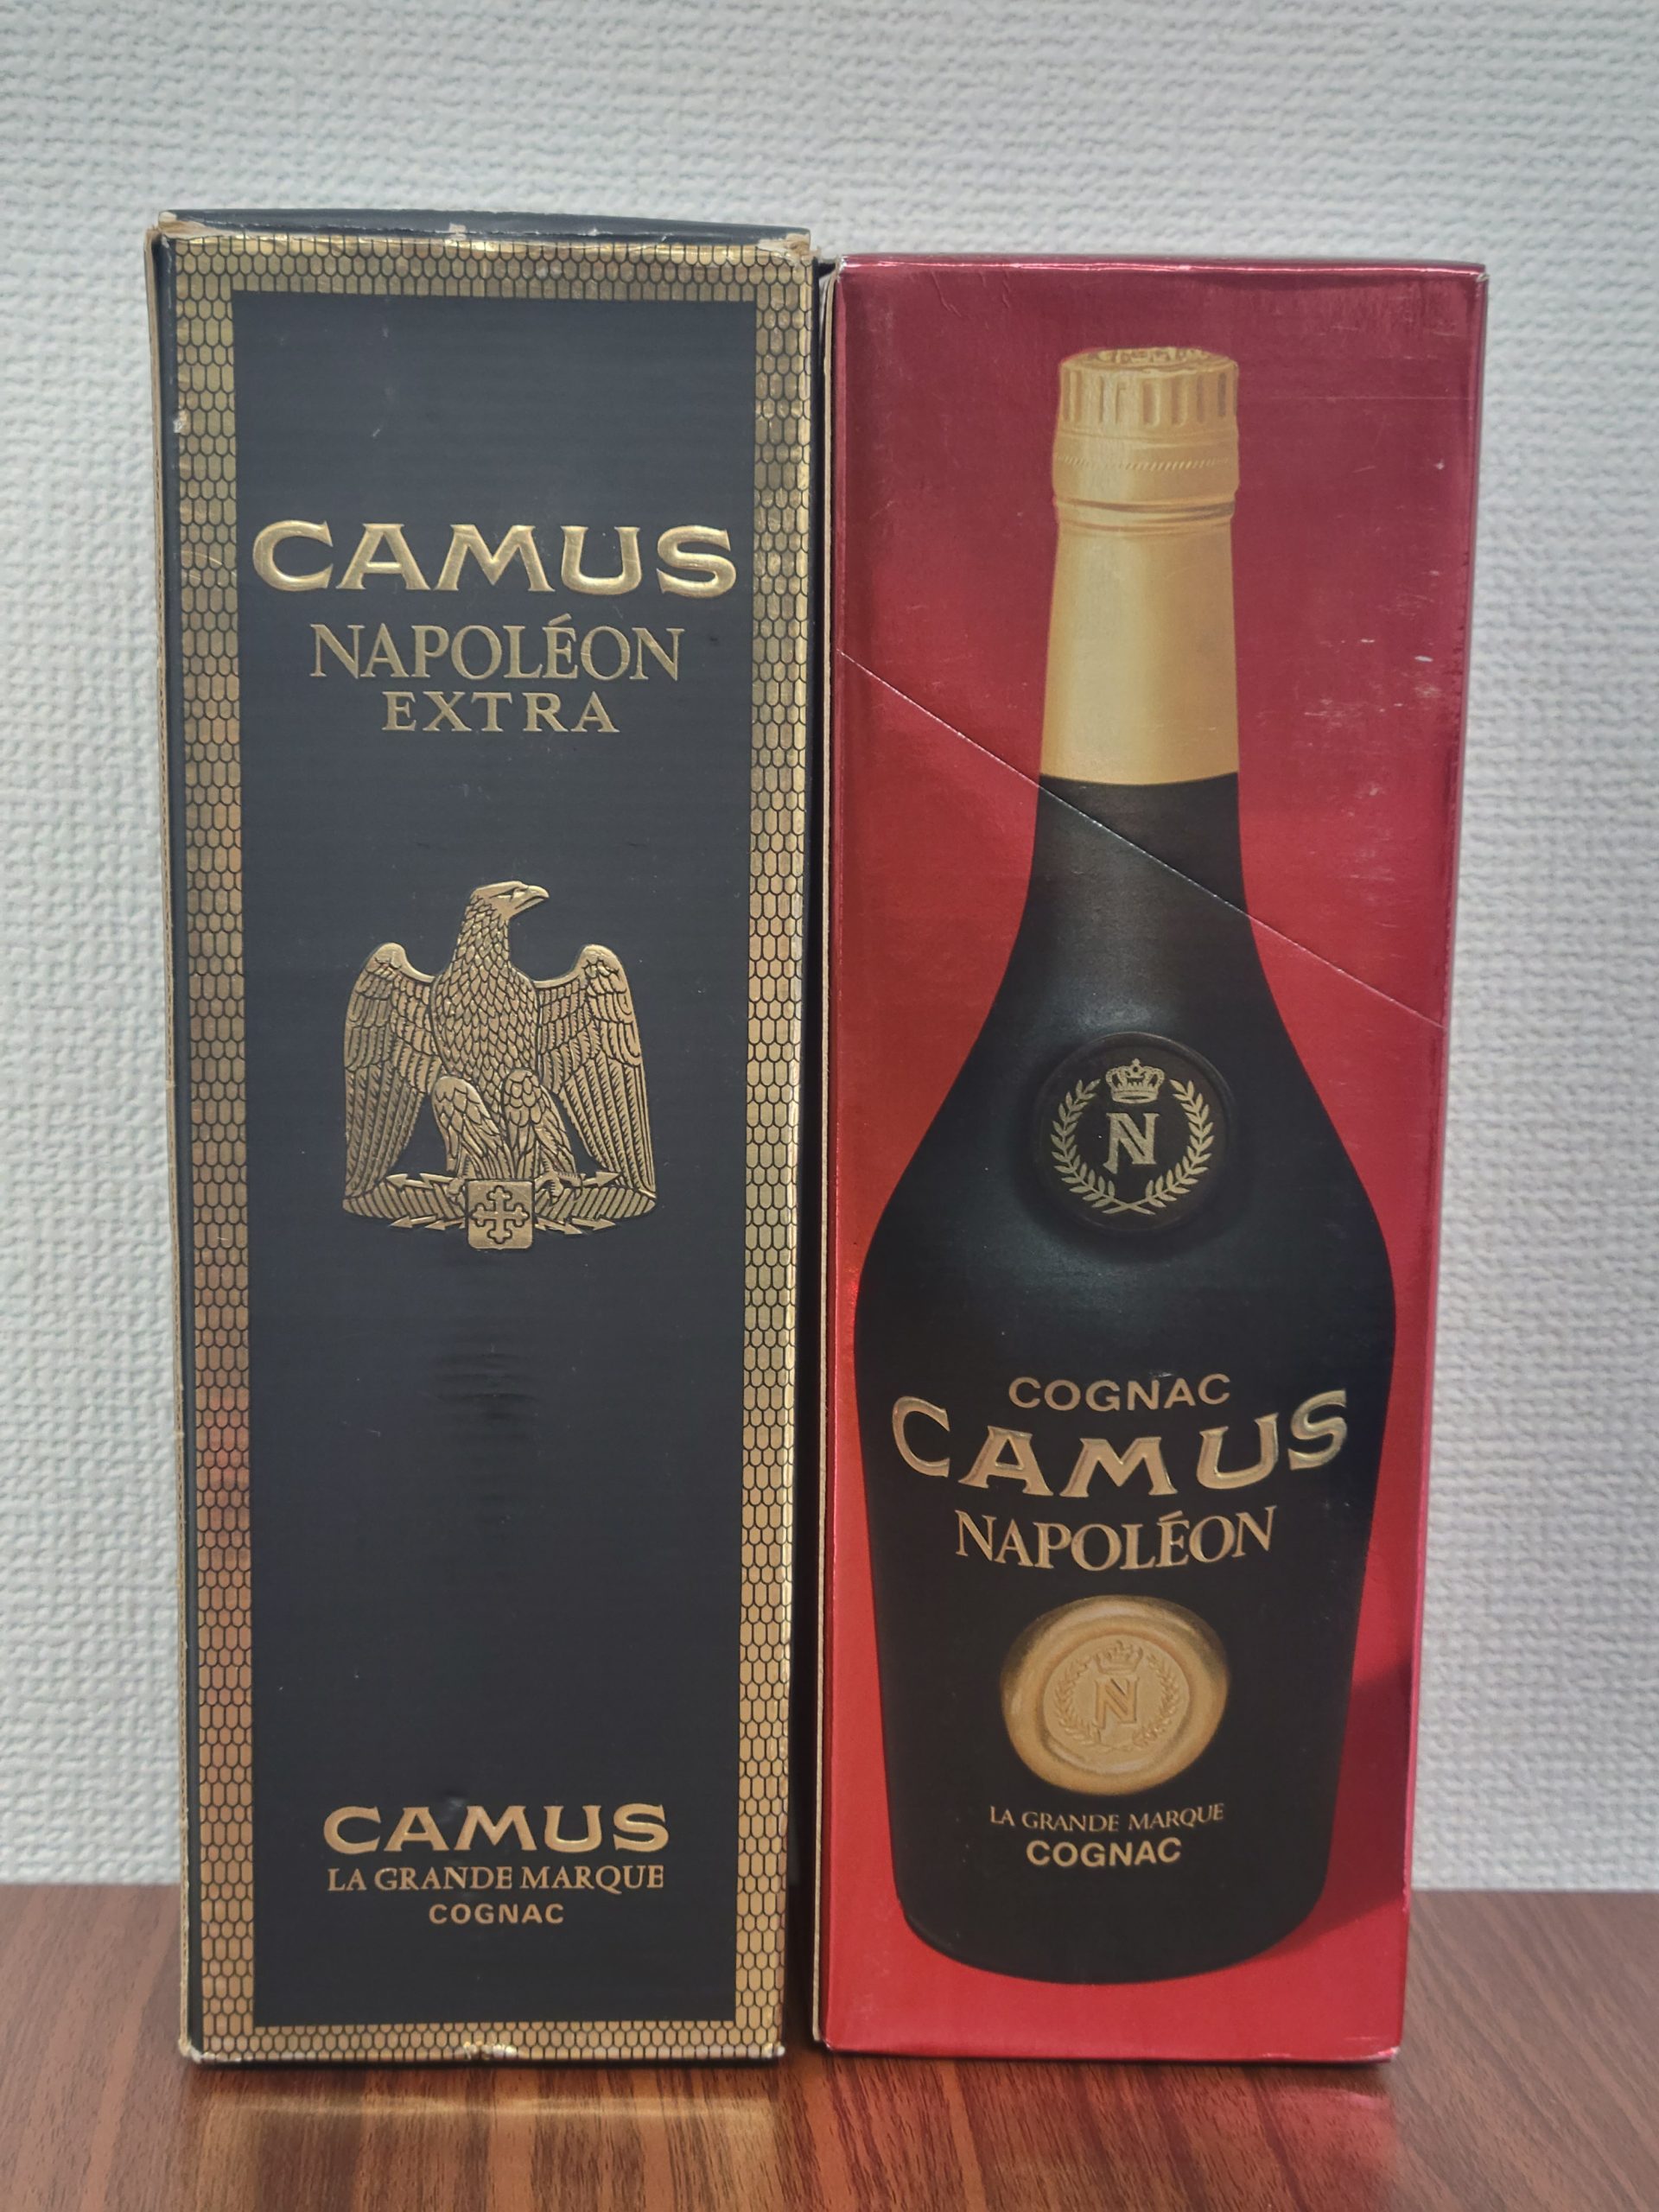 CAMUS
NAPOLÉON
EXTRA
CAMUS
LA GRANDE MARQUE
COGNAC
N
COGNAC
CAMUS
NAPOLÉON
N
LA GRANDE MARQUE
COGNAC